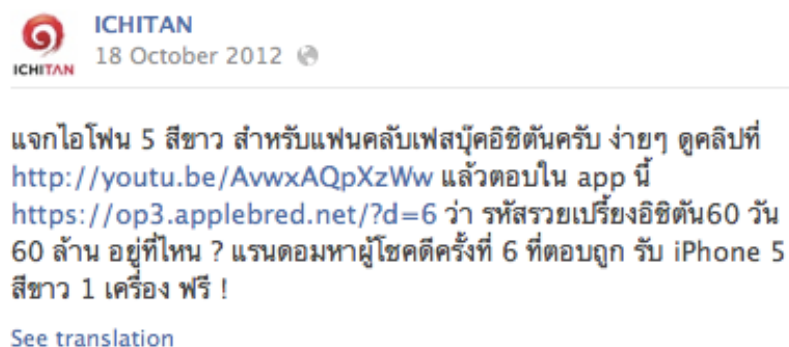 ICHITAN
ICHITAN
18 October 2012
แจกไอโฟน 5 สีขาว สำหรับแฟนคลับเฟสบุ๊คอิชิตันครับ ง่ายๆ ดูคลิปที่
http://youtu.be/AvwxAQpXzWw แล้วตอบใน app นี้
https://op3.applebred.net/?d=6 ว่า รหัสรวยเปรี้ยงอิชิตัน60 วัน
60 ล้าน อยู่ที่ไหน ? แรนดอมหาผู้โชคดีครั้งที่ 6 ที่ตอบถูก รับ iPhone 5
สีขาว 1 เครื่อง ฟรี !
See translation